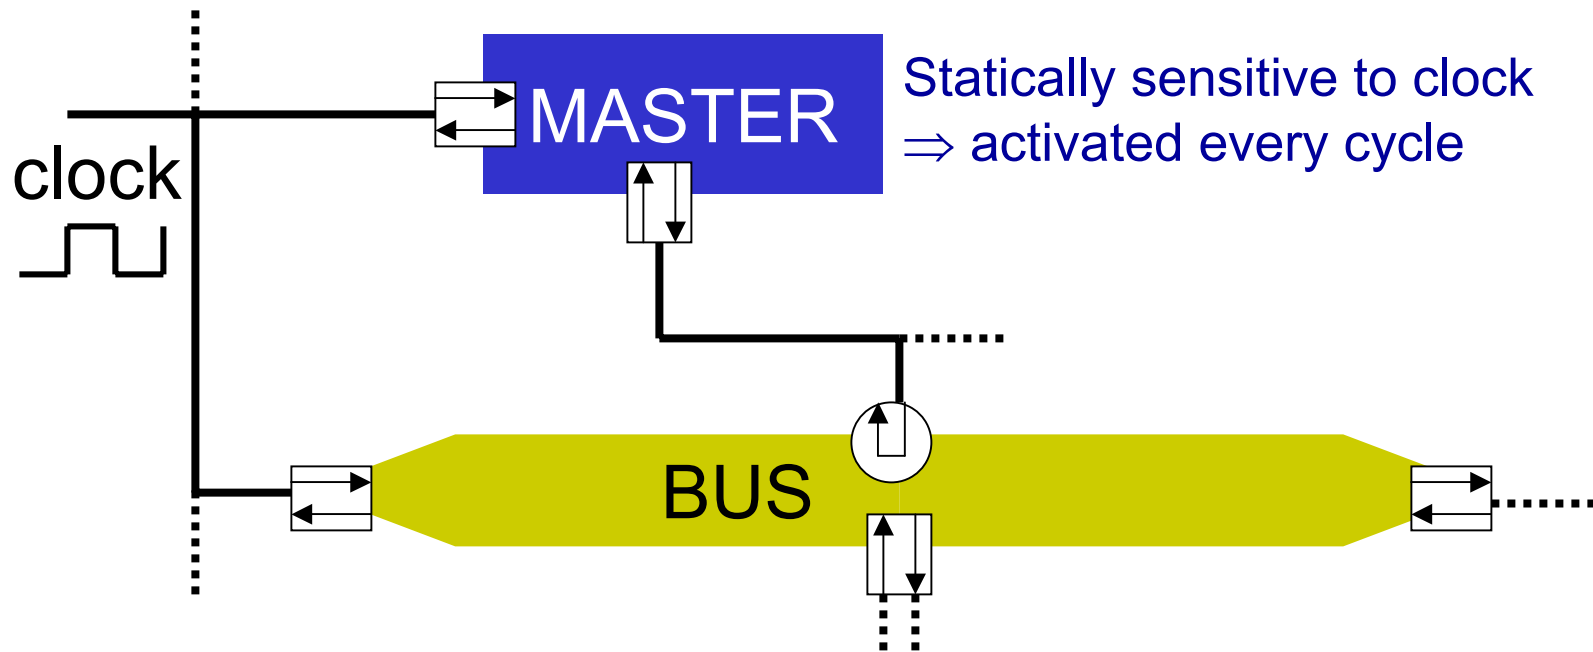 MASTER
Statically sensitive to clock
⇒ activated every cycle
clock
BUS